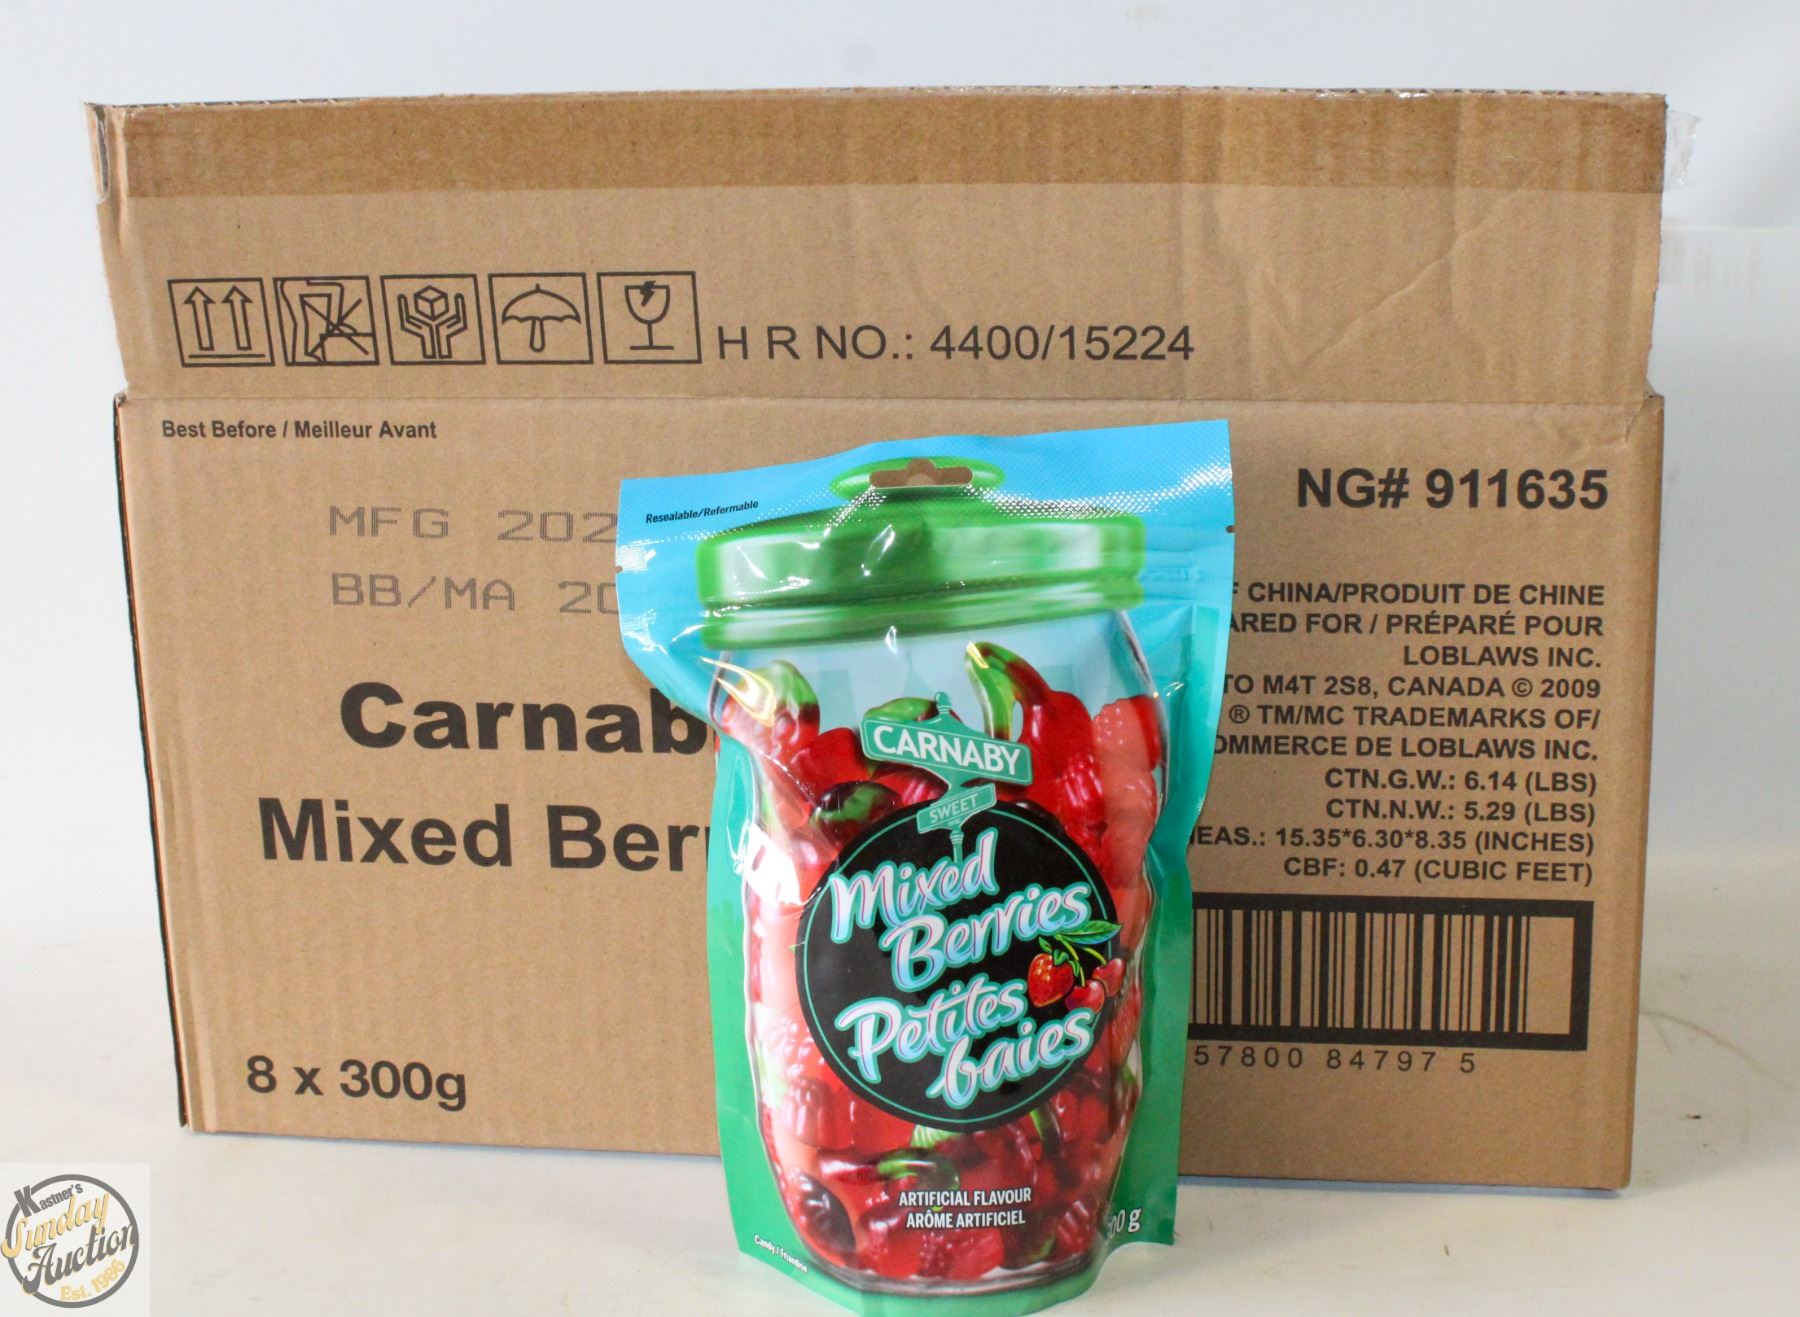 H R NO.: 4400/15224
Best Before / Meilleur Avant
MFG 202
BB/MA 20
Carnab
Mixed Ber
8 x 300g
NG# 911635
F CHINA/PRODUIT DE CHINE
ARED FOR / PRÉPARÉ POUR
LOBLAWS INC.
TO M4T 2S8, CANADA © 2009
® TM/MC TRADEMARKS OF/
OMMERCE DE LOBLAWS INC.
CTN.G.W.: 6.14 (LBS)
CTN.N.W.: 5.29 (LBS)
EAS.: 15.35*6.30*8.35 (INCHES)
CBF: 0.47 (CUBIC FEET)
57800 84797 5
Resealable/Refermable
CARNABY
SWEET
Mixed
Berries
Petites
baies
ARTIFICIAL FLAVOUR
ARÔME ARTIFICIEL
Candy / Friandise
00 g
Kastner's
Sunday
Auction
Est. 1986